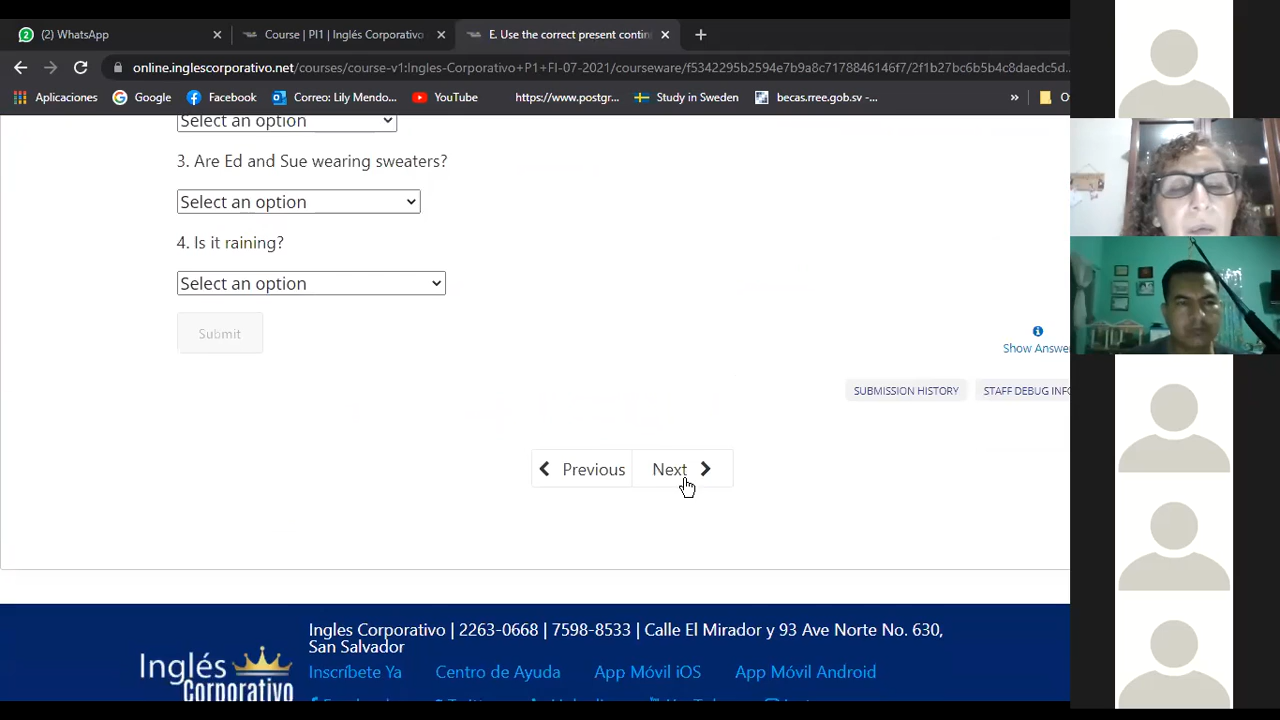 (2) WhatsApp
Course | PI1 | Inglés Corporativo
E. Use the correct present contin
online.inglescorporativo.net/courses/course-v1:Ingles-Corporativo+P1+FI-07-2021/courseware/f5342295b2594e7b9a8c7178846146f7/2f1b27bc6b5b4c8daedc5d...
Aplicaciones Google Facebook Correo: Lily Mendo... YouTube https://www.postgr... Study in Sweden becas.rree.gob.sv -... » O
Select an option
3. Are Ed and Sue wearing sweaters?
Select an option
4. Is it raining?
Select an option
Submit
Show Answe
SUBMISSION HISTORY STAFF DEBUG INFO
Previous Next
Ingles Corporativo | 2263-0668 | 7598-8533 | Calle El Mirador y 93 Ave Norte No. 630,
San Salvador
Inglés
Corporativo
Inscríbete Ya Centro de Ayuda App Móvil iOS App Móvil Android